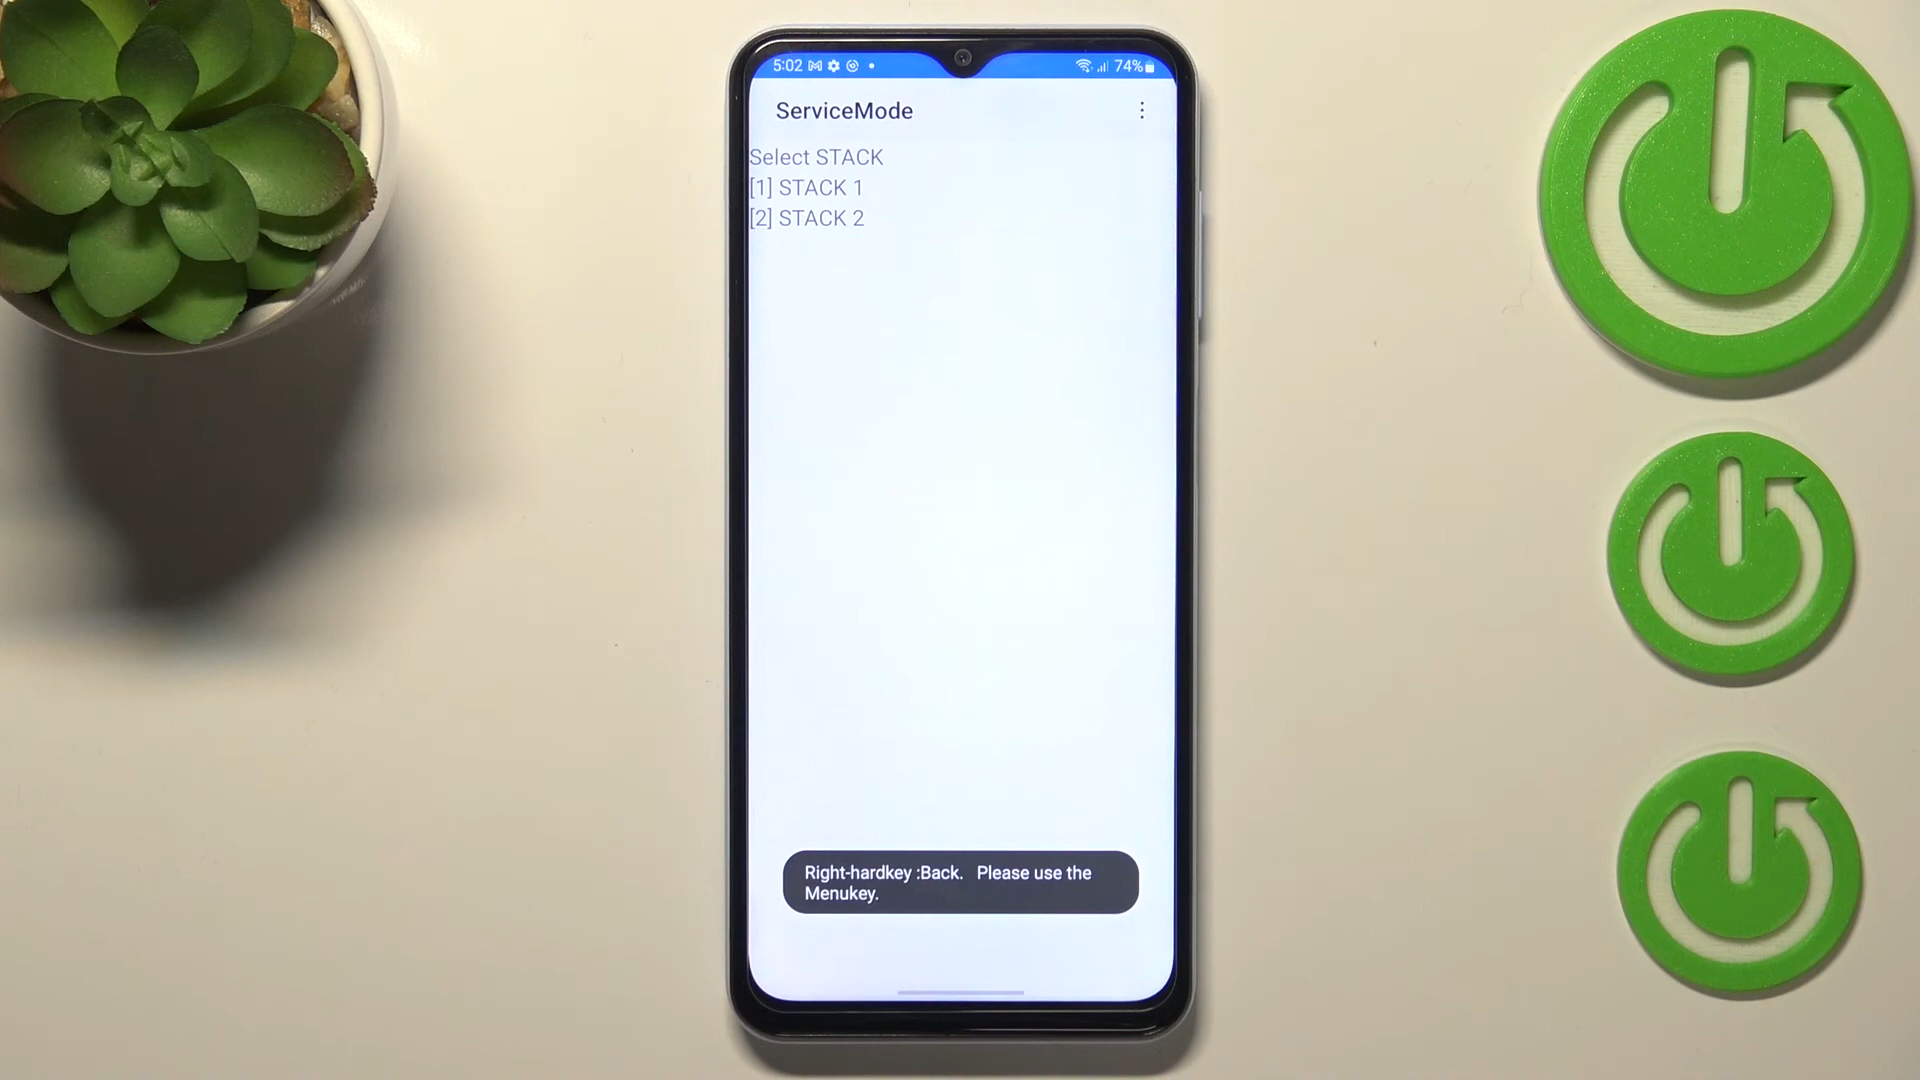 5:02
74%
ServiceMode
Select STACK
[1] STACK 1
[2] STACK 2
Right-hardkey :Back.   Please use the
Menukey.